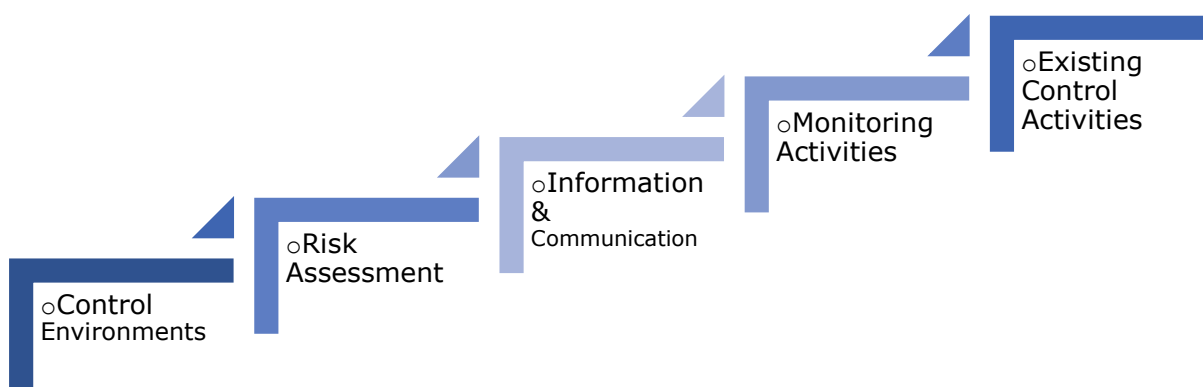 ○Control
Environments
○Risk
Assessment
○Information
&
Communication
○Monitoring
Activities
○Existing
Control
Activities